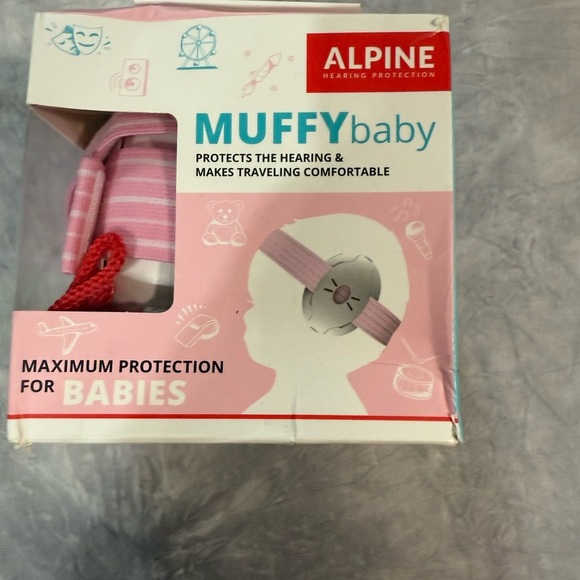 ALPINE
HEARING PROTECTION
MUFFYbaby
PROTECTS THE HEARING &
MAKES TRAVELING COMFORTABLE
MAXIMUM PROTECTION
FOR BABIES